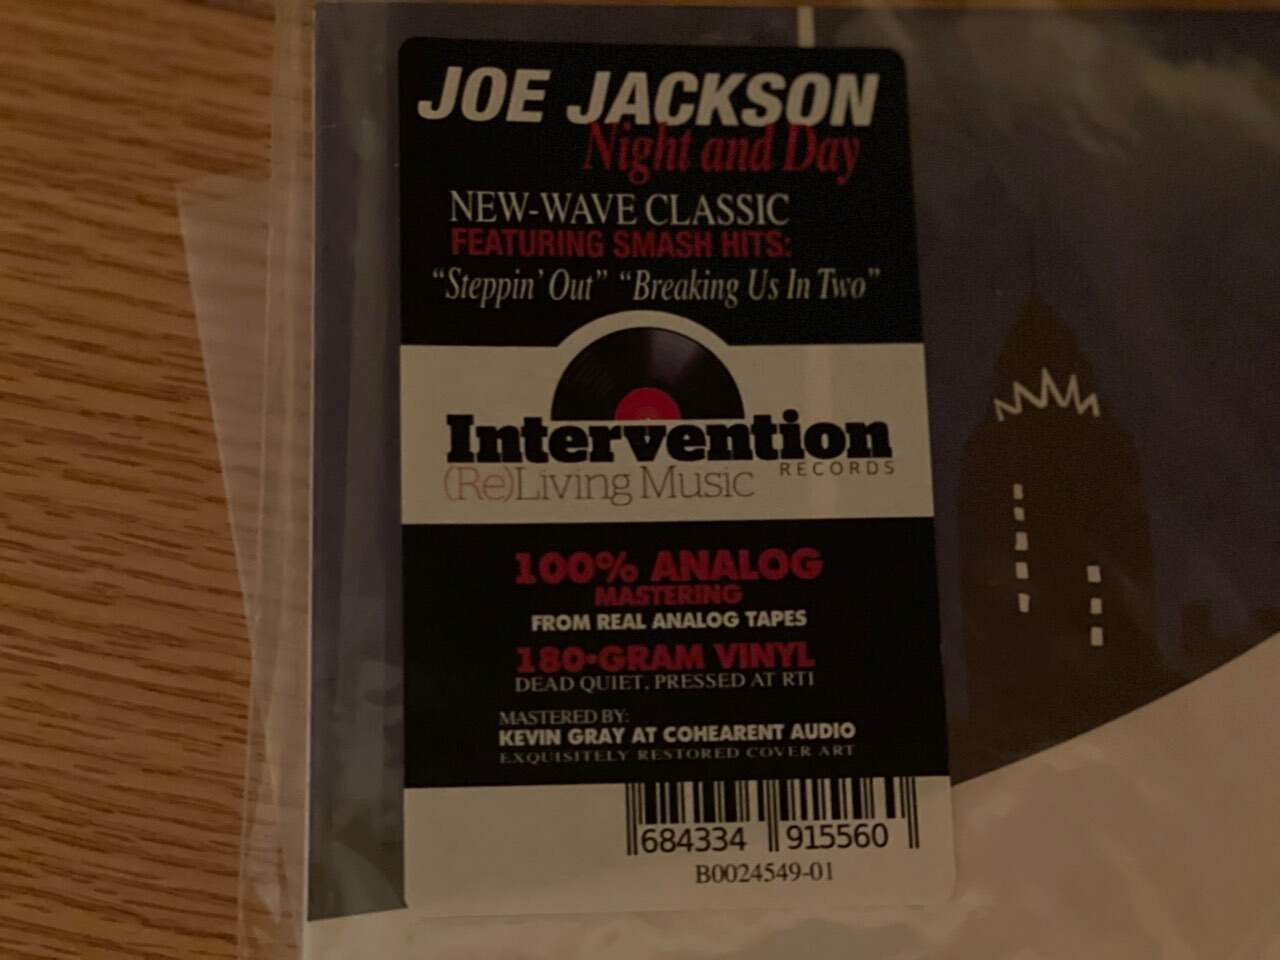 JOE JACKSON
Night and Day
NEW-WAVE CLASSIC
FEATURING SMASH HITS:
“Steppin’ Out” “Breaking Us In Two”
Intervention
RECORDS
(Re)Living Music
100% ANALOG
MASTERING
FROM REAL ANALOG TAPES
180•GRAM VINYL
DEAD QUIET, PRESSED AT RTI
MASTERED BY:
KEVIN GRAY AT COHEARENT AUDIO
EXQUISITELY RESTORED COVER ART
684334 915560
B0024549-01